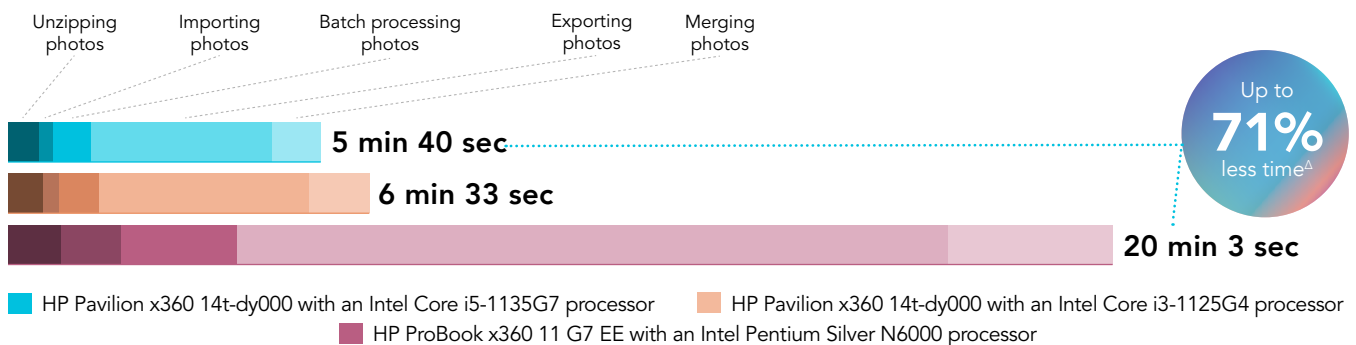 Unzipping
photos
Importing
photos
Batch processing
photos
Exporting
photos
Merging
photos
Up to
71%
less time△
5 min 40 sec
6 min 33 sec
20 min 3 sec
HP Pavilion x360 14t-dy000 with an Intel Core i5-1135G7 processor
HP Pavilion x360 14t-dy000 with an Intel Core i3-1125G4 processor
HP ProBook x360 11 G7 EE with an Intel Pentium Silver N6000 processor